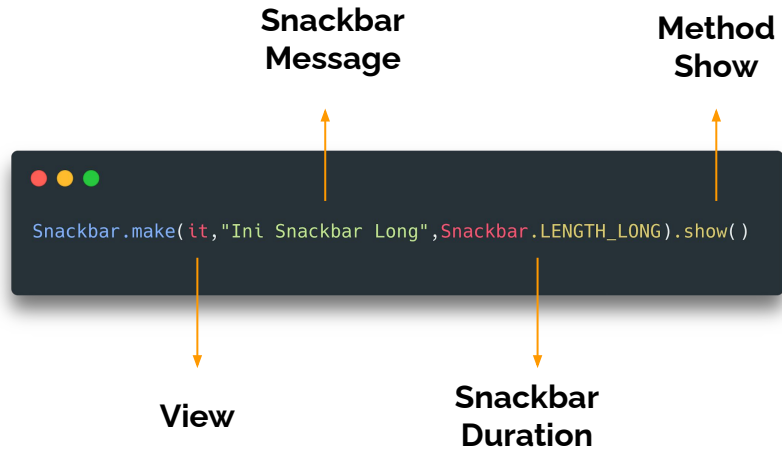 Snackbar
Message
Method
Show
Snackbar.make(it,"Ini Snackbar Long",Snackbar.LENGTH_LONG).show()
View
Snackbar
Duration